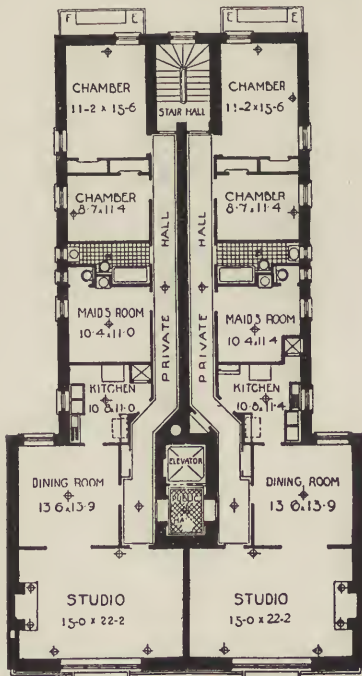 F E
E E
CHAMBER
11-2 x 15-6
CHAMBER
11-2 x 15-6
STAIR HALL
CHAMBER
8-7 x 11-4
CHAMBER
8-7 x 11-4
PRIVATE HALL
PRIVATE HALL
MAIDS ROOM
10-4 x 11-0
MAIDS ROOM
10-4 x 11-4
KITCHEN
10-8 x 11-0
KITCHEN
10-8 x 11-4
ELEVATOR
PUBLIC
DINING ROOM
13 6 x 13-9
DINING ROOM
13 6 x 13-9
STUDIO
15-0 x 22-2
STUDIO
15-0 x 22-2